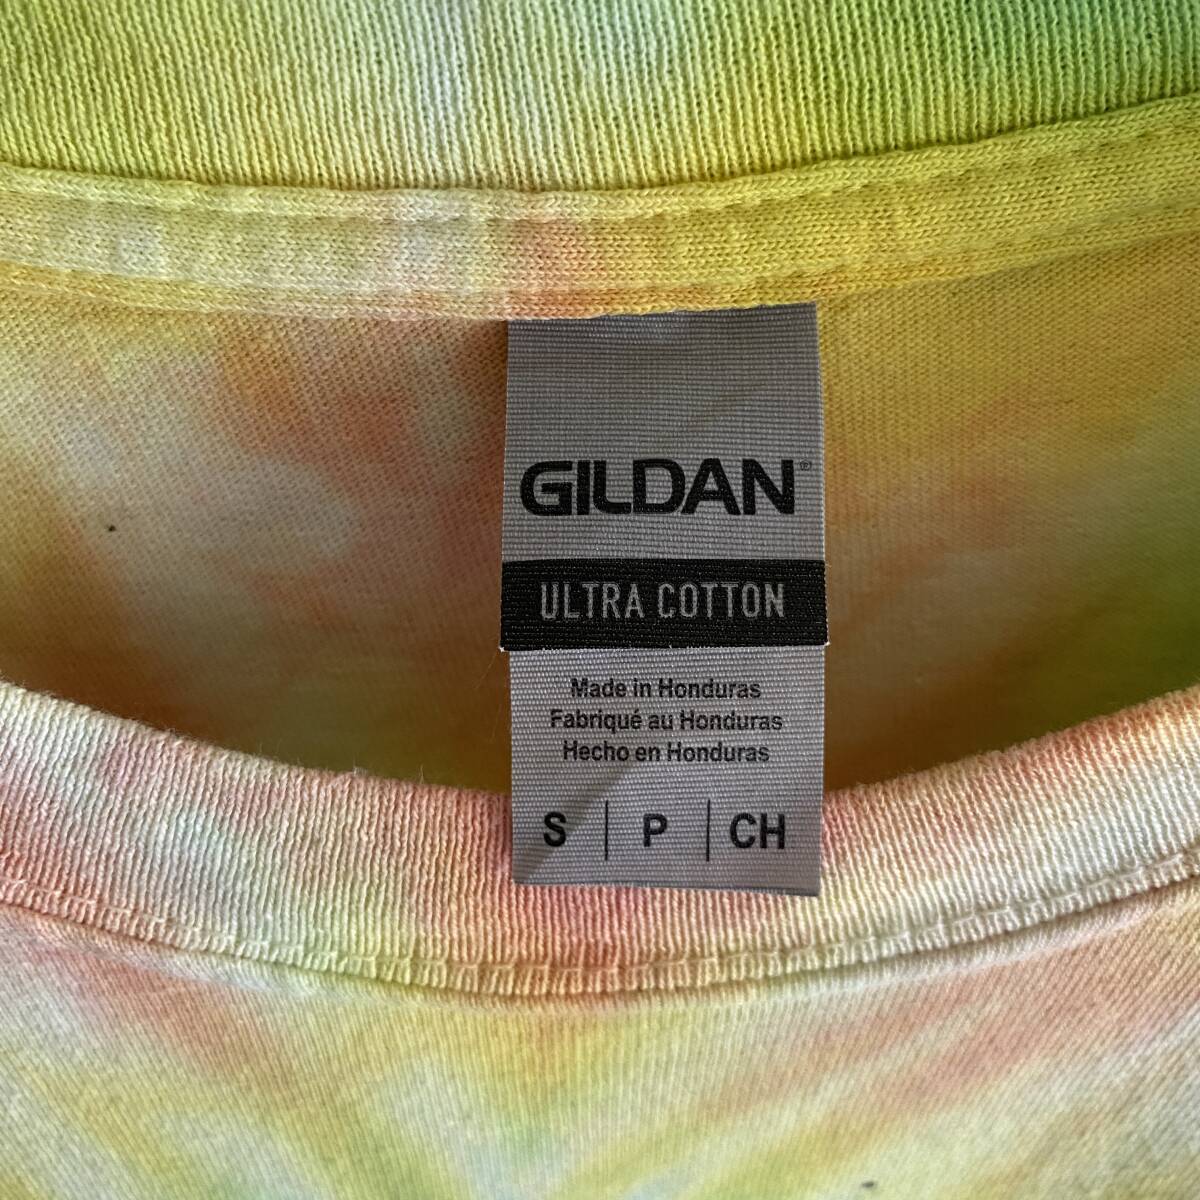 GILDAN®
ULTRA COTTON
Made in Honduras
Fabriqué au Honduras
Hecho en Honduras
S | P | CH